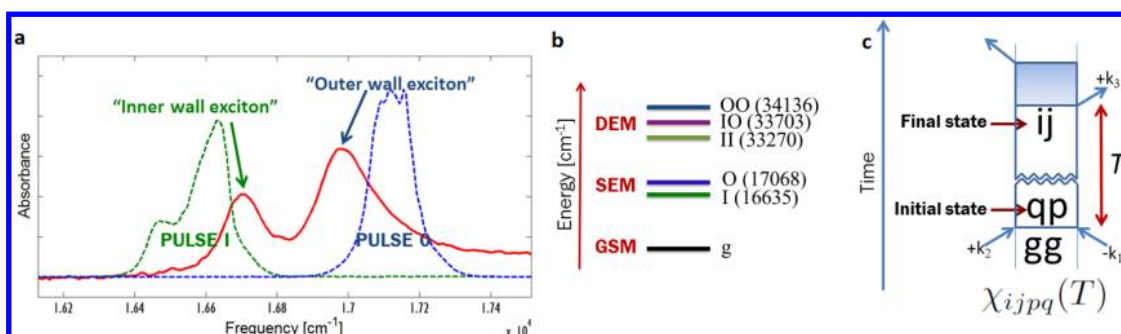 a
"Inner wall exciton"
"Outer wall exciton"
Absorbance
PULSE I
PULSE 0
1.62 1.64 1.66 1.68 1.7 1.72 1.74
Frequency [cm⁻¹]
x 10⁴
b
Energy [cm⁻¹]
DEM
OO (34136)
IO (33703)
II (33270)
SEM
O (17068)
I (16635)
GSM
g
c
Time
+k₃
Final state
ij
T
Initial state
qp
+k₂
gg
-k₁
χᵢⱼₚq(T)